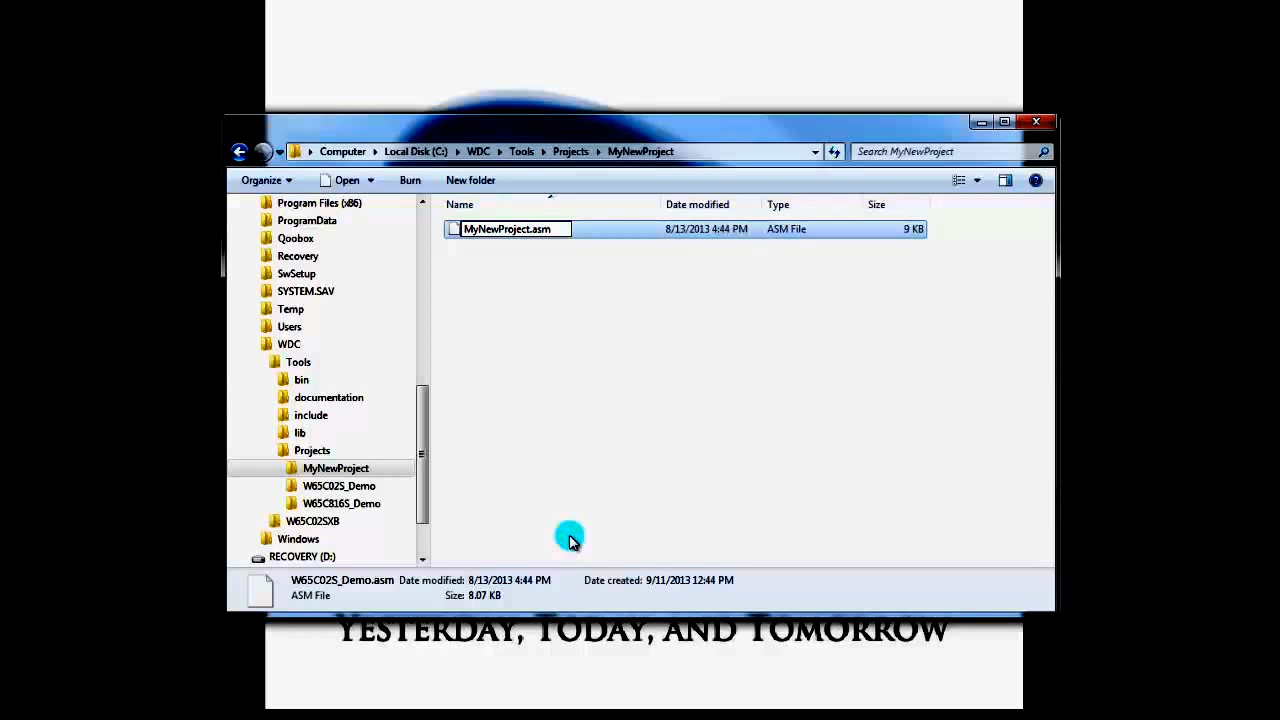 Computer Local Disk (C:) WDC Tools Projects MyNewProject Search MyNewProject
Organize Open Burn New folder
Name Date modified Type Size
MyNewProject.asm 8/13/2013 4:44 PM ASM File 9 KB
Program Files (x86)
ProgramData
Qoobox
Recovery
SwSetup
SYSTEM.SAV
Temp
Users
WDC
Tools
bin
documentation
include
lib
Projects
MyNewProject
W65C02S_Demo
W65C816S_Demo
W65C02SXB
Windows
RECOVERY (D:)
W65C02S_Demo.asm Date modified: 8/13/2013 4:44 PM Date created: 9/11/2013 12:44 PM
ASM File Size: 8.07 KB
Yesterday, Today, and Tomorrow